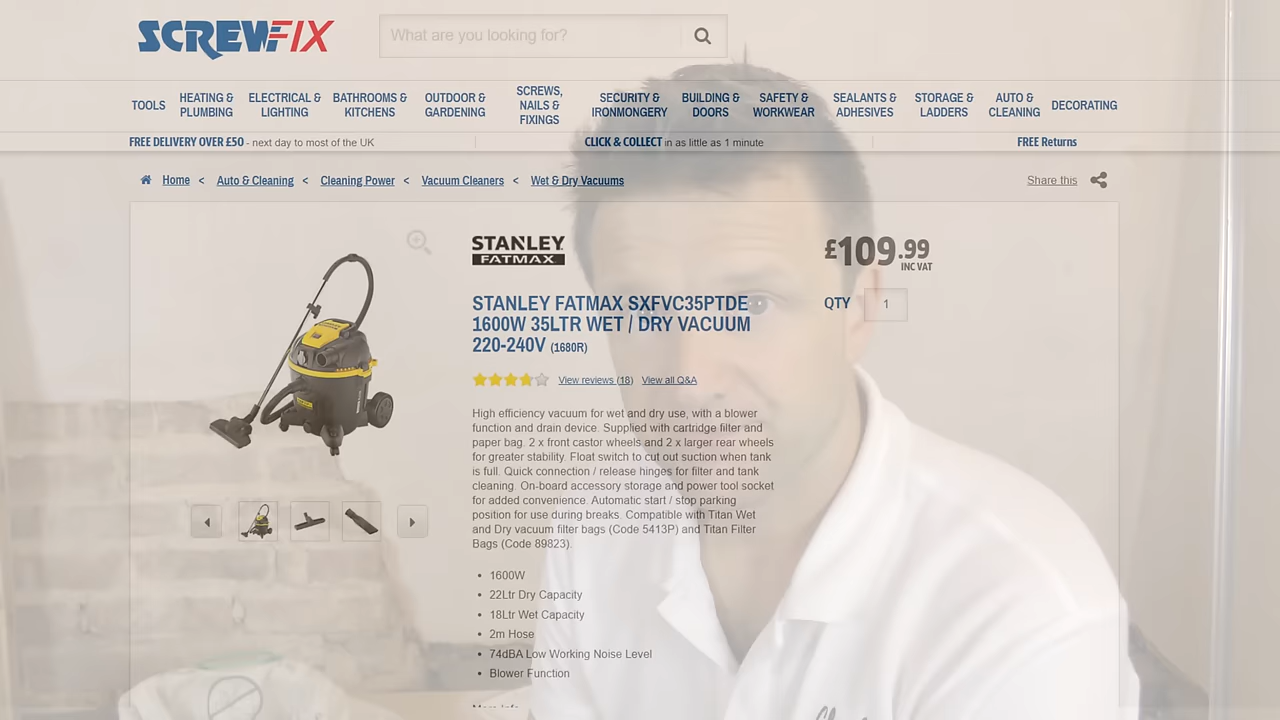 SCREWFIX
What are you looking for?
TOOLS
HEATING &
PLUMBING
ELECTRICAL &
LIGHTING
BATHROOMS &
KITCHENS
OUTDOOR &
GARDENING
SCREWS,
NAILS &
FIXINGS
SECURITY &
IRONMONGERY
BUILDING &
DOORS
SAFETY &
WORKWEAR
SEALANTS &
ADHESIVES
STORAGE &
LADDERS
AUTO &
CLEANING
DECORATING
FREE DELIVERY OVER £50 - next day to most of the UK
CLICK & COLLECT in as little as 1 minute
FREE Returns
Home < Auto & Cleaning < Cleaning Power < Vacuum Cleaners < Wet & Dry Vacuums
Share this
STANLEY
FATMAX
£109.99
INC VAT
QTY 1
STANLEY FATMAX SXFVC35PTDE
1600W 35LTR WET / DRY VACUUM
220-240V (1680R)
View reviews (18) View all Q&A
High efficiency vacuum for wet and dry use, with a blower
function and drain device. Supplied with cartridge filter and
paper bag. 2 x front castor wheels and 2 x larger rear wheels
for greater stability. Float switch to cut out suction when tank
is full. Quick connection / release hinges for filter and tank
cleaning. On-board accessory storage and power tool socket
for added convenience. Automatic start / stop parking
position for use during breaks. Compatible with Titan Wet
and Dry vacuum filter bags (Code 5413P) and Titan Filter
Bags (Code 89823).
• 1600W
• 22Ltr Dry Capacity
• 18Ltr Wet Capacity
• 2m Hose
• 74dBA Low Working Noise Level
• Blower Function